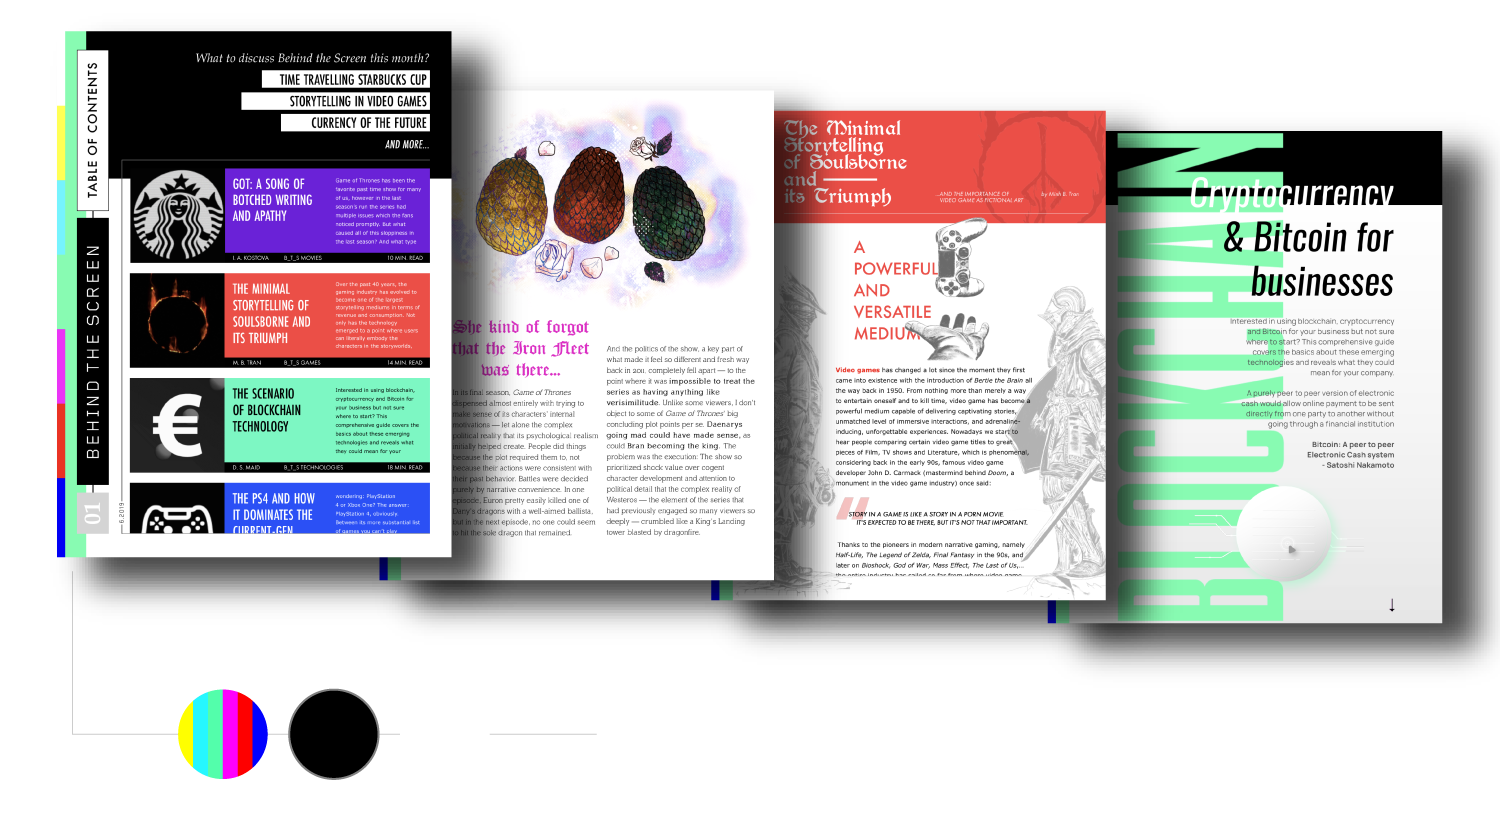 What to discuss Behind the Screen this month?
TIME TRAVELLING STARBUCKS CUP
STORYTELLING IN VIDEO GAMES
CURRENCY OF THE FUTURE
AND MORE...
TABLE OF CONTENTS
BEHIND THE SCREEN
01
6.2019
GOT: A SONG OF
BOTCHED WRITING
AND APATHY
Game of Thrones has been the
favorite past time show for many
of us, however in the last
season's run the series had
multiple issues which the fans
noticed promptly. But what
caused all of this sloppiness in
the last season? And what type
I. A. KOSTOVA B_T_S MOVIES 10 MIN. READ
THE MINIMAL
STORYTELLING OF
SOULSBORNE AND
ITS TRIUMPH
Over the past 40 years, the
gaming industry has evolved to
become one of the largest
storytelling mediums in terms of
revenue and consumption. Not
only has the technology
emerged to a point where users
can literally embody the
characters in the storyworlds,
M. B. TRAN B_T_S GAMES 14 MIN. READ
THE SCENARIO
OF BLOCKCHAIN
TECHNOLOGY
Interested in using blockchain,
cryptocurrency and Bitcoin for
your business but not sure
where to start? This
comprehensive guide covers the
basics about these emerging
technologies and reveals what
they could mean for your
D. S. MAID B_T_S TECHNOLOGIES 18 MIN. READ
THE PS4 AND HOW
IT DOMINATES THE
CURRENT-GEN
wondering: PlayStation
4 or Xbox One? The answer:
PlayStation 4, obviously.
Between its more substantial list
of games you can't play
She kind of forgot
that the Iron Fleet
was there...
In its final season, Game of Thrones
dispensed almost entirely with trying to
make sense of its characters' internal
motivations — let alone the complex
political reality that its psychological realism
initially helped create. People did things
because the plot required them to, not
because their actions were consistent with
their past behavior. Battles were decided
purely by narrative convenience. In one
episode, Euron pretty easily killed one of
Dany's dragons with a well-aimed ballista,
but in the next episode, no one could seem
to hit the sole dragon that remained.
And the politics of the show, a key part of
what made it feel so different and fresh way
back in 2011, completely fell apart — to the
point where it was impossible to treat the
series as having anything like
verisimilitude. Unlike some viewers, I don't
object to some of Game of Thrones' big
concluding plot points per se. Daenarys
going mad could have made sense, as
could Bran becoming the king. The
problem was the execution: The show so
prioritized shock value over cogent
character development and attention to
political detail that the complex reality of
Westeros — the element of the series that
had previously engaged so many viewers so
deeply — crumbled like a King's Landing
tower blasted by dragonfire.
The Minimal
Storytelling
of Soulsborne
and
its Triumph
...AND THE IMPORTANCE OF
VIDEO GAME AS FICTIONAL ART
by Minh B. Tran
A
POWERFUL
AND
VERSATILE
MEDIUM
Video games has changed a lot since the moment they first
came into existence with the introduction of Bertie the Brain all
the way back in 1950. From nothing more than merely a way
to entertain oneself and to kill time, video game has become a
powerful medium capable of delivering captivating stories,
unmatched level of immersive interactions, and adrenaline-
inducing, unforgettable experiences. Nowadays we start to
hear people comparing certain video game titles to great
pieces of Film, TV shows and Literature, which is phenomenal,
considering back in the early 90s, famous video game
developer John D. Carmack (mastermind behind Doom, a
monument in the video game industry) once said:
STORY IN A GAME IS LIKE A STORY IN A PORN MOVIE.
IT'S EXPECTED TO BE THERE, BUT IT'S NOT THAT IMPORTANT.
Thanks to the pioneers in modern narrative gaming, namely
Half-Life, The Legend of Zelda, Final Fantasy in the 90s, and
later on Bioshock, God of War, Mass Effect, The Last of Us,...
the entire industry has sailed so far from where video game
BLOCKCHAIN
Cryptocurrency
& Bitcoin for
businesses
Interested in using blockchain, cryptocurrency
and Bitcoin for your business but not sure
where to start? This comprehensive guide
covers the basics about these emerging
technologies and reveals what they could
mean for your company.
A purely peer to peer version of electronic
cash would allow online payment to be sent
directly from one party to another without
going through a financial institution
Bitcoin: A peer to peer
Electronic Cash system
- Satoshi Nakamoto